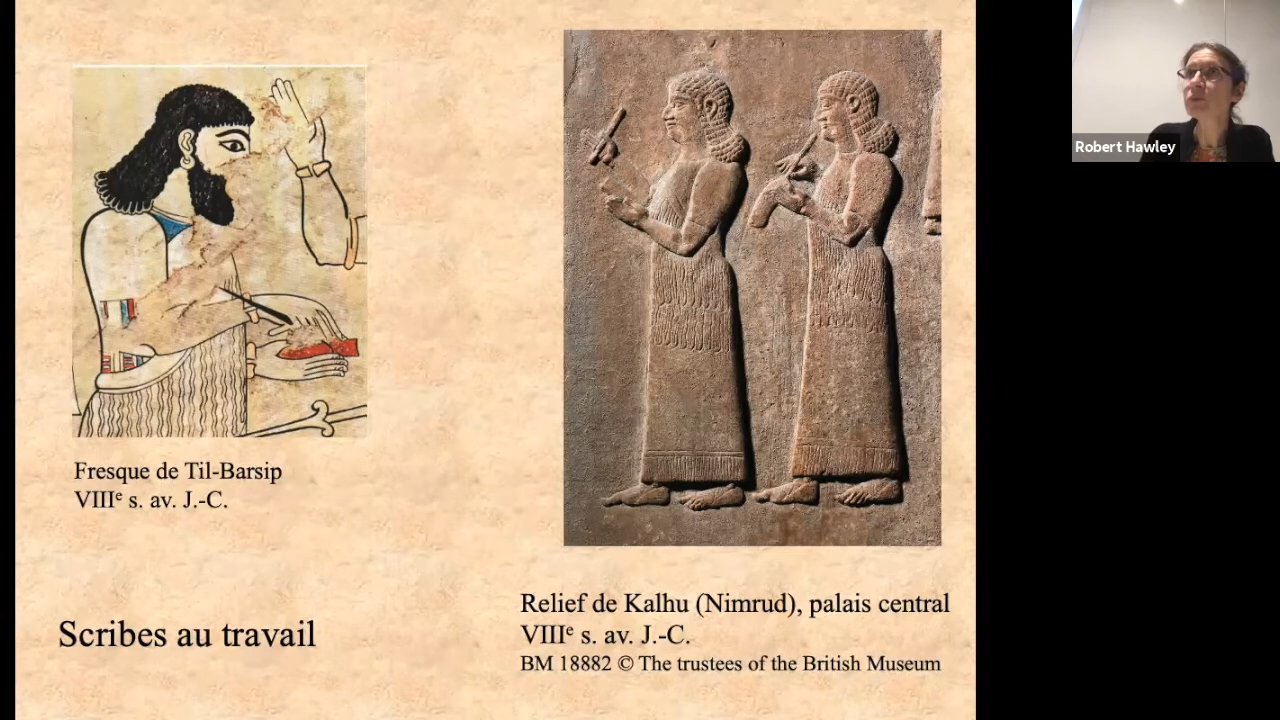 Robert Hawley
Fresque de Til-Barsip
VIIIᵉ s. av. J.-C.
Scribes au travail
Relief de Kalhu (Nimrud), palais central
VIIIᵉ s. av. J.-C.
BM 18882 © The trustees of the British Museum